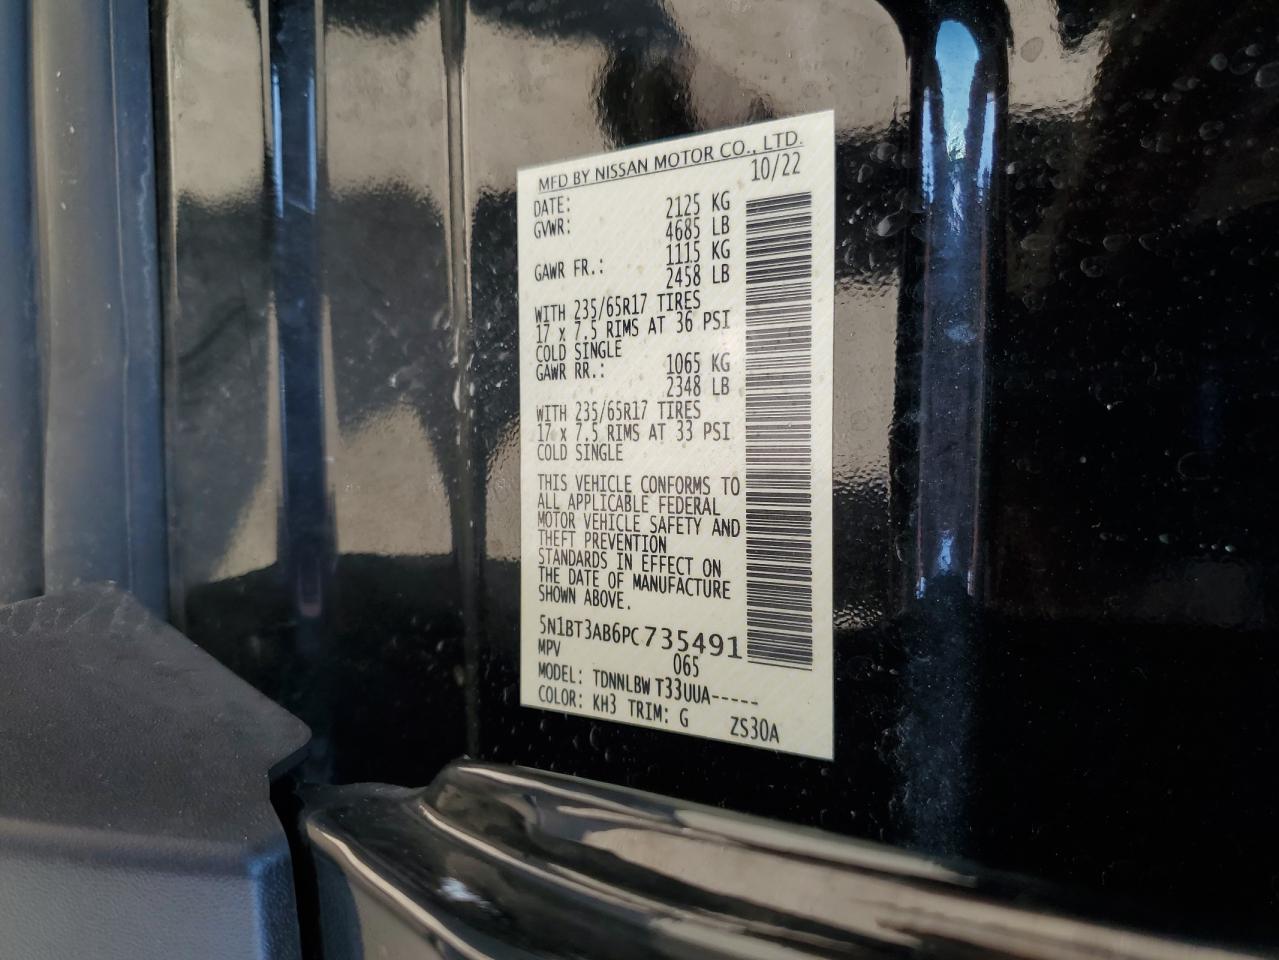 MFD BY NISSAN MOTOR CO., LTD.
DATE: 10/22
GVWR: 2125 KG
4685 LB
GAWR FR.: 1115 KG
2458 LB
WITH 235/65R17 TIRES
17 x 7.5 RIMS AT 36 PSI
COLD SINGLE
GAWR RR.: 1065 KG
2348 LB
WITH 235/65R17 TIRES
17 x 7.5 RIMS AT 33 PSI
COLD SINGLE
THIS VEHICLE CONFORMS TO
ALL APPLICABLE FEDERAL
MOTOR VEHICLE SAFETY AND
THEFT PREVENTION
STANDARDS IN EFFECT ON
THE DATE OF MANUFACTURE
SHOWN ABOVE.
5N1BT3AB6PC735491
MPV 065
MODEL: TDNNLBW T33UUA-----
COLOR: KH3 TRIM: G ZS30A